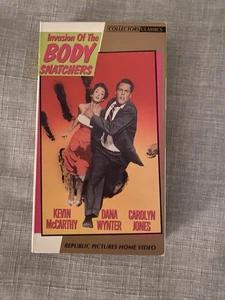 COLLECTOR'S CLASSICS
Invasion Of The
BODY
SNATCHERS
KEVIN McCARTHY
DANA WYNTER
CAROLYN JONES
REPUBLIC PICTURES HOME VIDEO